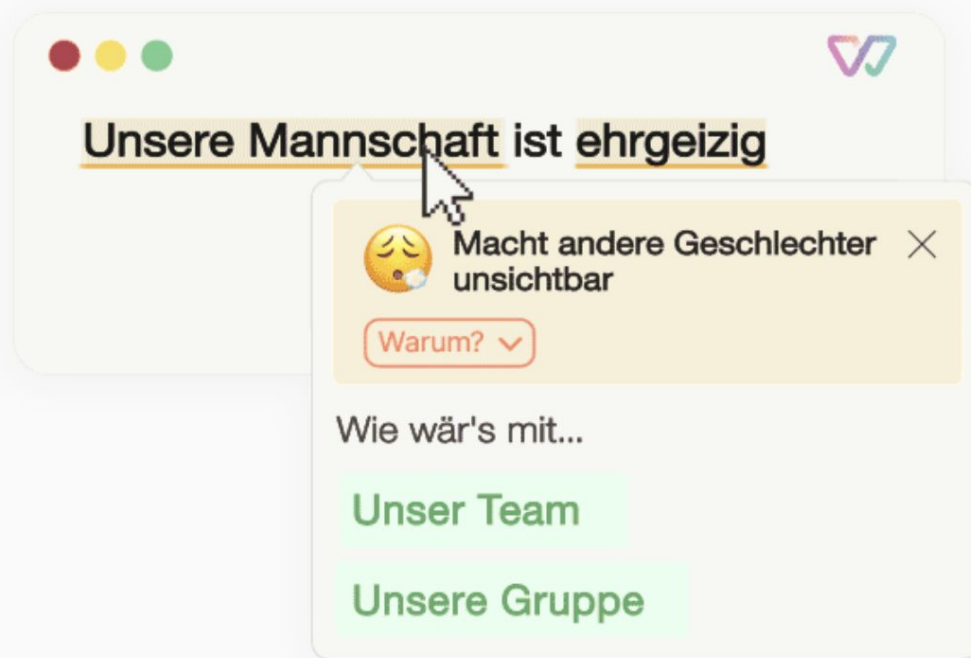 Unsere Mannschaft ist ehrgeizig
Macht andere Geschlechter
unsichtbar
Warum?
Wie wär's mit...
Unser Team
Unsere Gruppe